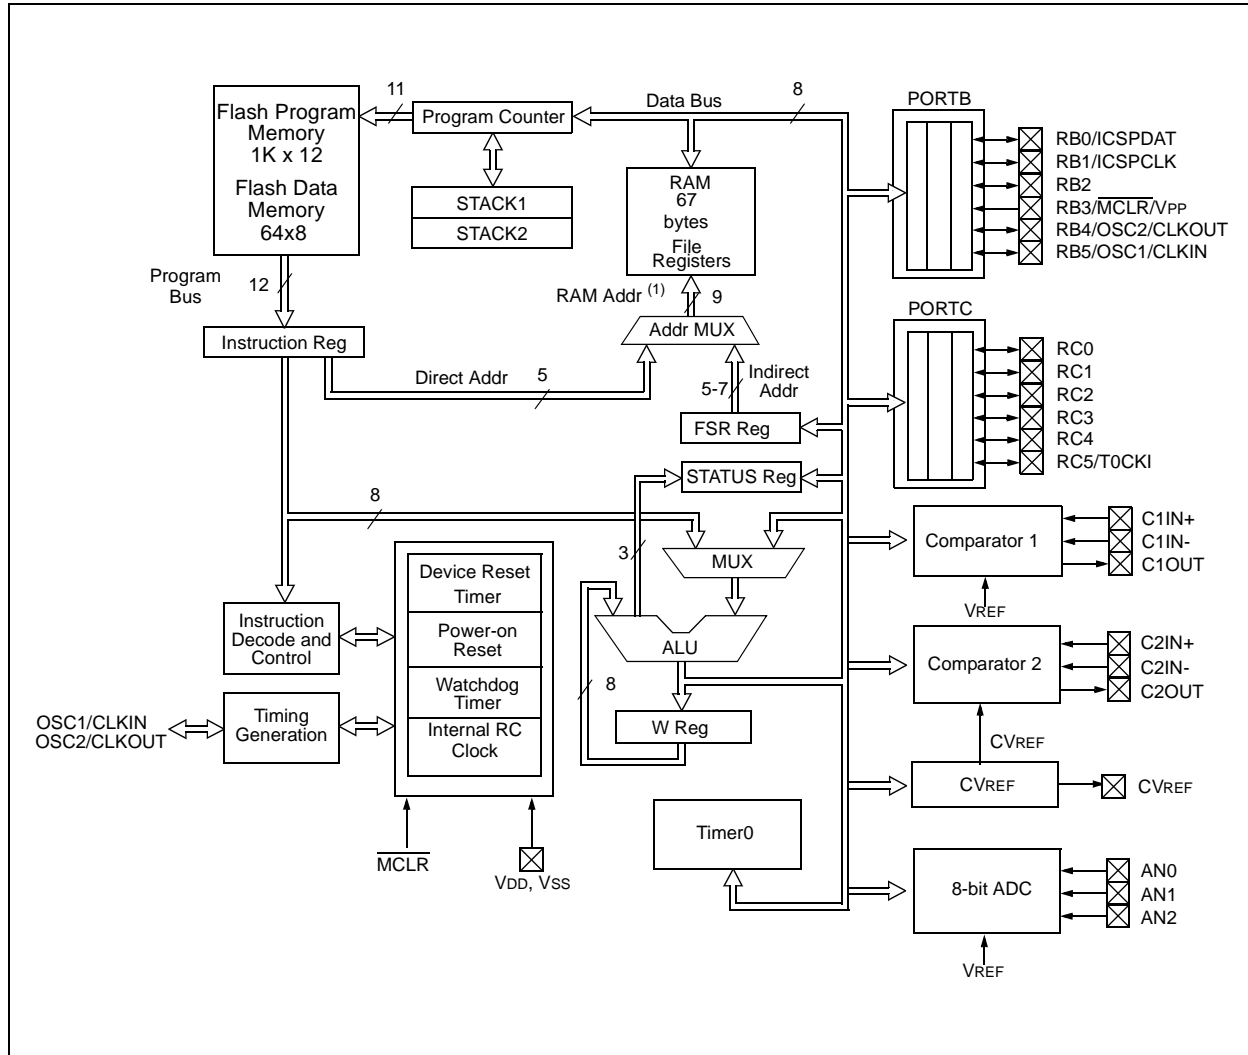 11
Data Bus
8
PORTB
Flash Program
Memory
1K x 12
Flash Data
Memory
64x8
Program Counter
STACK1
STACK2
RAM
67
bytes
File
Registers
RB0/ICSPDAT
RB1/ICSPCLK
RB2
RB3/MCLR/VPP
RB4/OSC2/CLKOUT
RB5/OSC1/CLKIN
Program
Bus
12
RAM Addr (1)
9
PORTC
Instruction Reg
Addr MUX
Direct Addr
5
5-7
Indirect
Addr
FSR Reg
RC0
RC1
RC2
RC3
RC4
RC5/T0CKI
STATUS Reg
8
3
MUX
Comparator 1
C1IN+
C1IN-
C1OUT
VREF
Device Reset
Timer
Power-on
Reset
Watchdog
Timer
Internal RC
Clock
Instruction
Decode and
Control
ALU
8
W Reg
Comparator 2
C2IN+
C2IN-
C2OUT
OSC1/CLKIN
OSC2/CLKOUT
Timing
Generation
CVREF
CVREF
CVREF
MCLR
VDD, VSS
Timer0
8-bit ADC
AN0
AN1
AN2
VREF